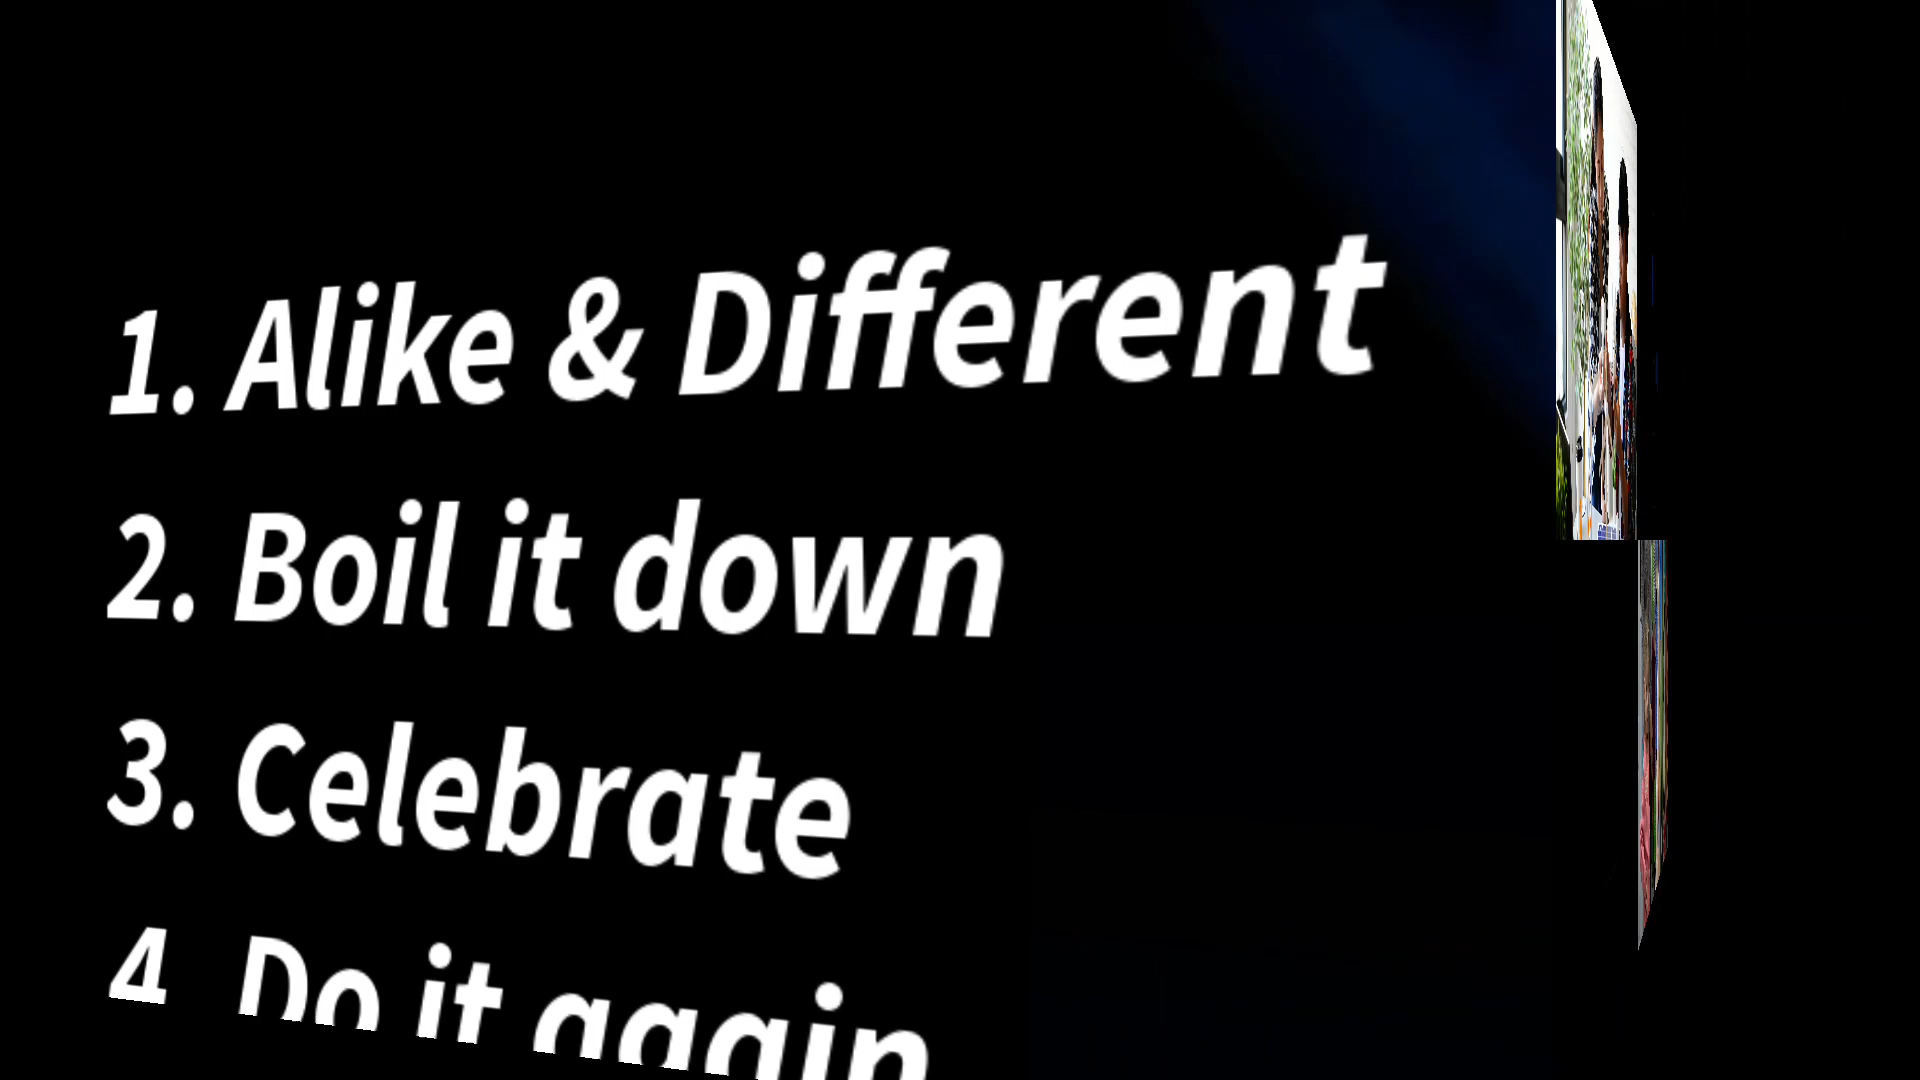 1. Alike & Different
2. Boil it down
3. Celebrate
4. Do it again